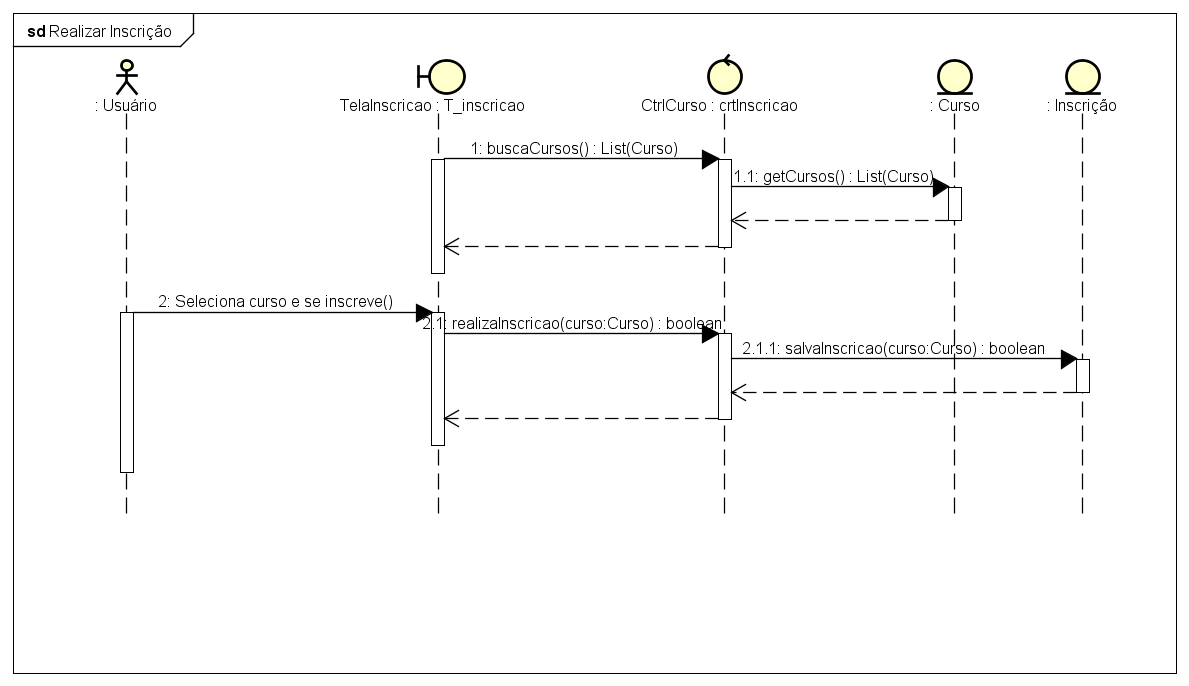 sd Realizar Inscrição
: Usuário
TelaInscricao : T_inscricao
CtrlCurso : crtInscricao
: Curso
: Inscrição
1: buscaCursos() : List(Curso)
1.1: getCursos() : List(Curso)
2: Seleciona curso e se inscreve()
2.1: realizaInscricao(curso:Curso) : boolean
2.1.1: salvaInscricao(curso:Curso) : boolean